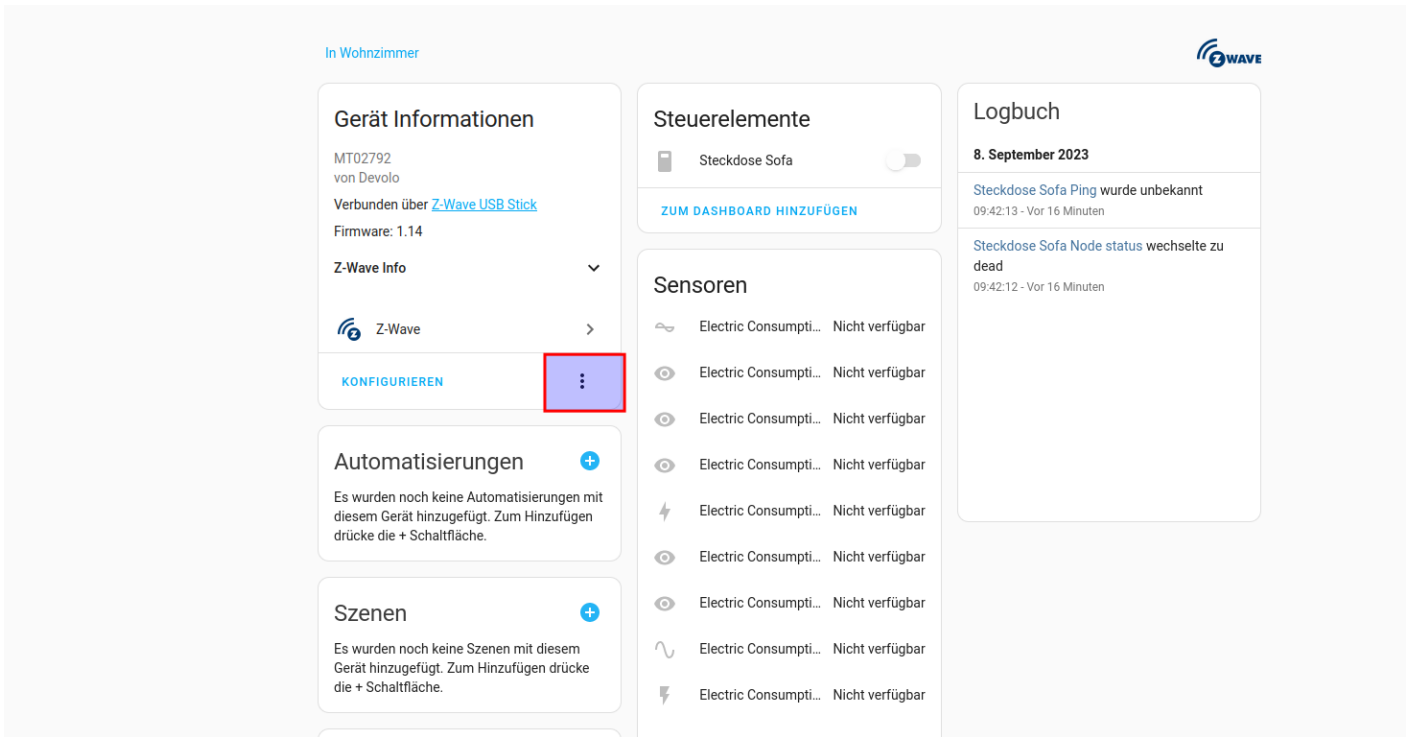 In Wohnzimmer
Z WAVE
Gerät Informationen
MT02792
von Devolo
Verbunden über Z-Wave USB Stick
Firmware: 1.14
Z-Wave Info
Z-Wave
KONFIGURIEREN
Automatisierungen
Es wurden noch keine Automatisierungen mit
diesem Gerät hinzugefügt. Zum Hinzufügen
drücke die + Schaltfläche.
Szenen
Es wurden noch keine Szenen mit diesem
Gerät hinzugefügt. Zum Hinzufügen drücke
die + Schaltfläche.
Steuerelemente
Steckdose Sofa
ZUM DASHBOARD HINZUFÜGEN
Sensoren
Electric Consumpti... Nicht verfügbar
Electric Consumpti... Nicht verfügbar
Electric Consumpti... Nicht verfügbar
Electric Consumpti... Nicht verfügbar
Electric Consumpti... Nicht verfügbar
Electric Consumpti... Nicht verfügbar
Electric Consumpti... Nicht verfügbar
Electric Consumpti... Nicht verfügbar
Electric Consumpti... Nicht verfügbar
Logbuch
8. September 2023
Steckdose Sofa Ping wurde unbekannt
09:42:13 - Vor 16 Minuten
Steckdose Sofa Node status wechselte zu
dead
09:42:12 - Vor 16 Minuten